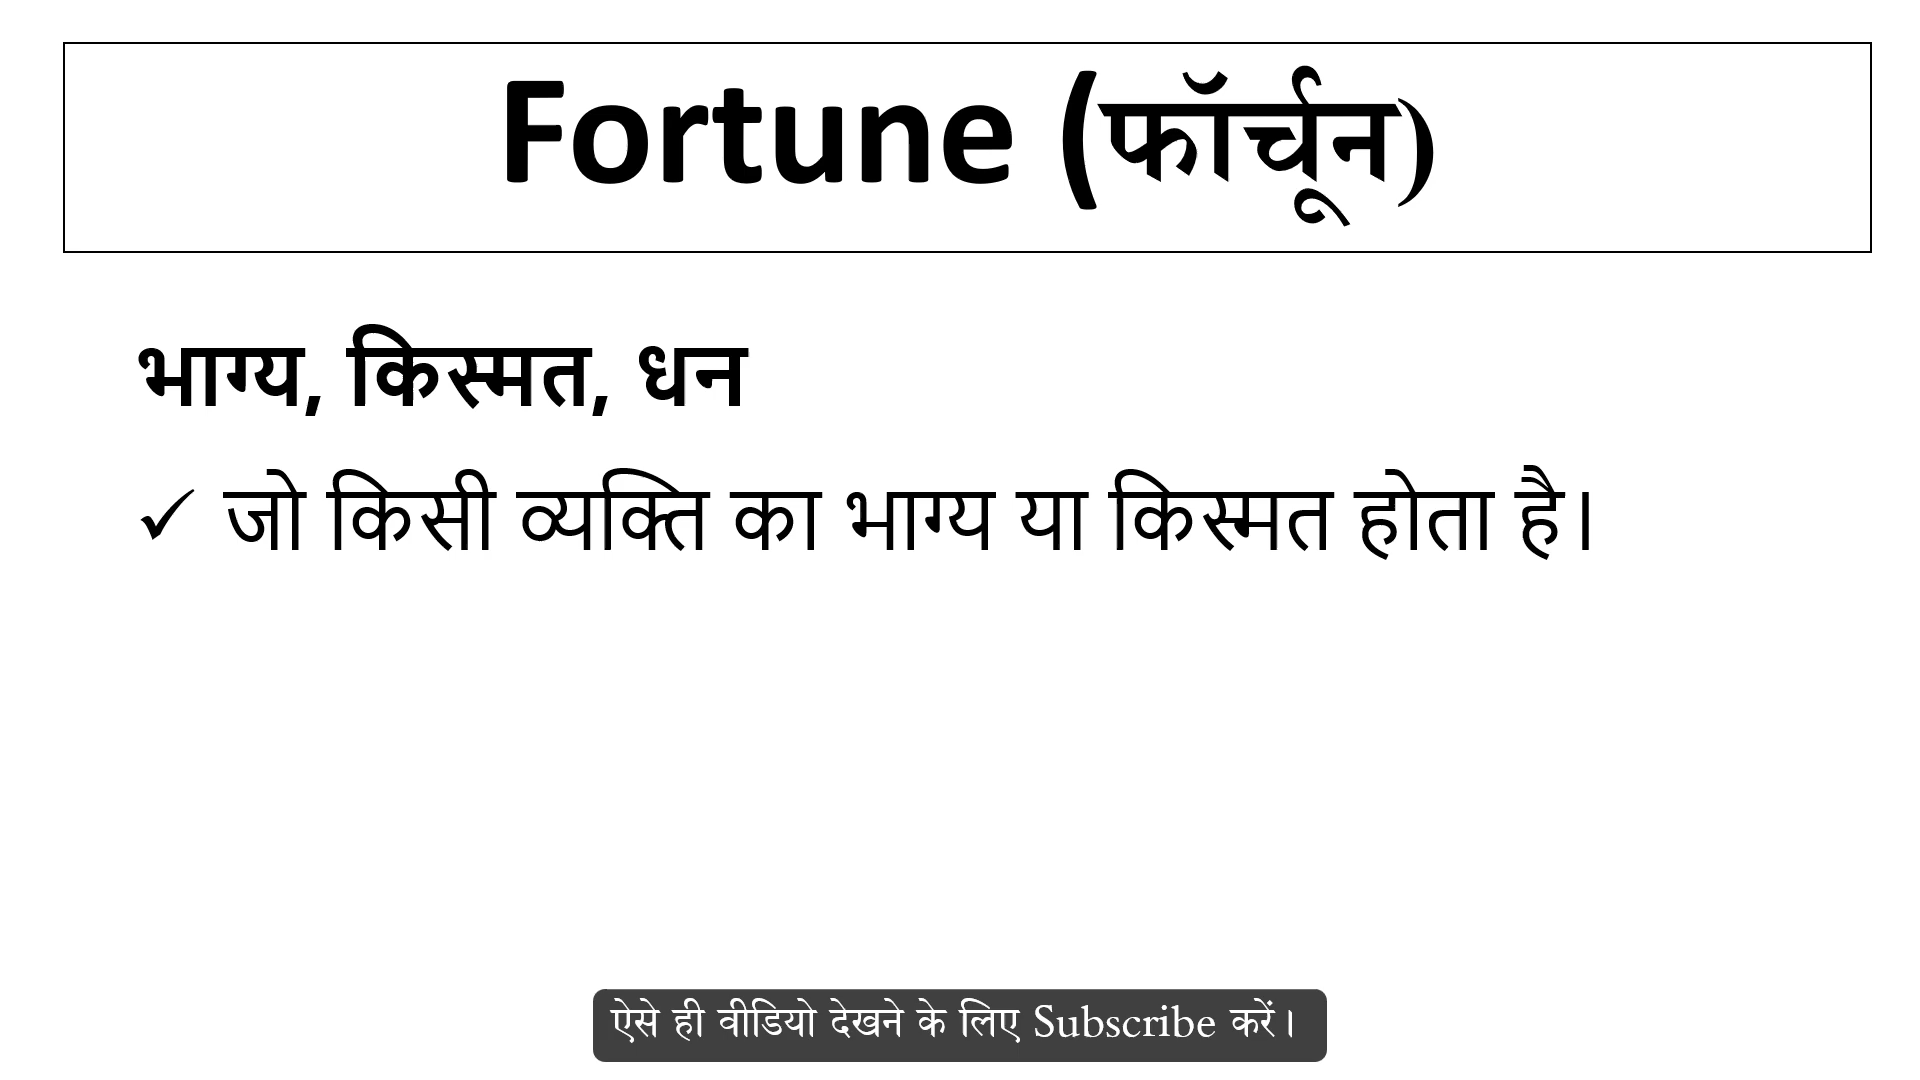 Fortune (फॉर्चून)
भाग्य, किस्मत, धन
✓ जो किसी व्यक्ति का भाग्य या किस्मत होता है।
ऐसे ही वीडियो देखने के लिए Subscribe करें।